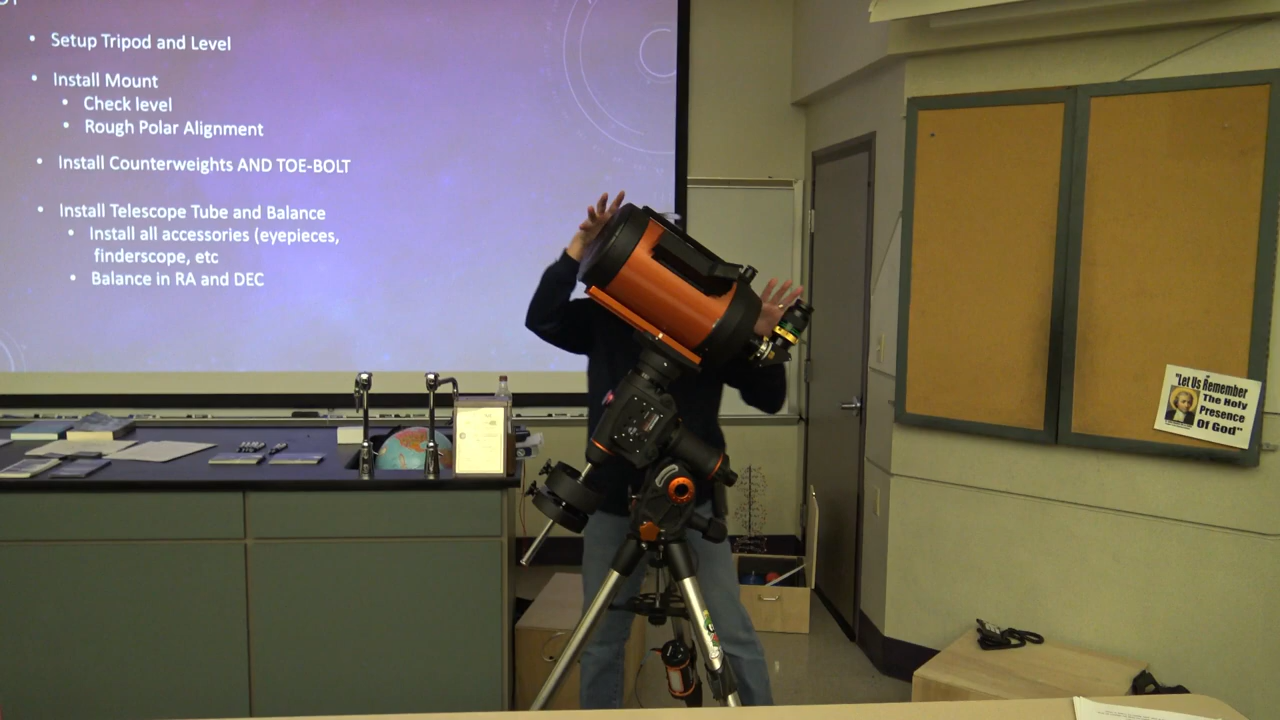 • Setup Tripod and Level
• Install Mount
• Check level
• Rough Polar Alignment
• Install Counterweights AND TOE-BOLT
• Install Telescope Tube and Balance
• Install all accessories (eyepieces,
finderscope, etc
• Balance in RA and DEC
"Let Us Remember
The Holy
Presence
Of God"